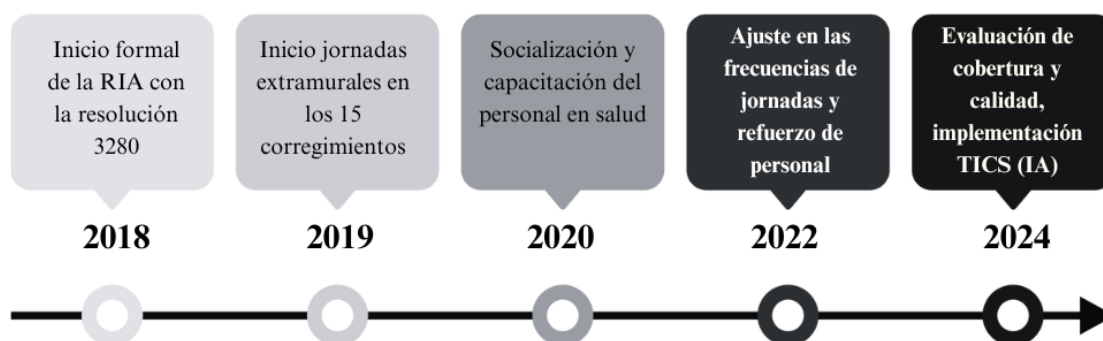 Inicio formal
de la RIA con
la resolución
3280
Inicio jornadas
extramurales en
los 15
corregimientos
Socialización y
capacitación del
personal en salud
Ajuste en las
frecuencias de
jornadas y
refuerzo de
personal
Evaluación de
cobertura y
calidad,
implementación
TICS (IA)
2018
2019
2020
2022
2024